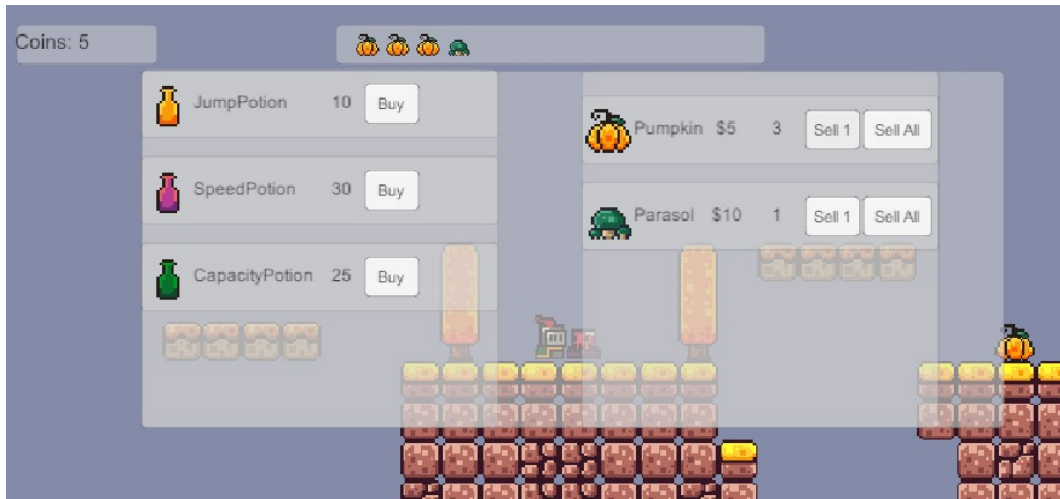 Coins: 5
JumpPotion 10 Buy
SpeedPotion 30 Buy
CapacityPotion 25 Buy
Pumpkin $5 3 Sell 1 Sell All
Parasol $10 1 Sell 1 Sell All